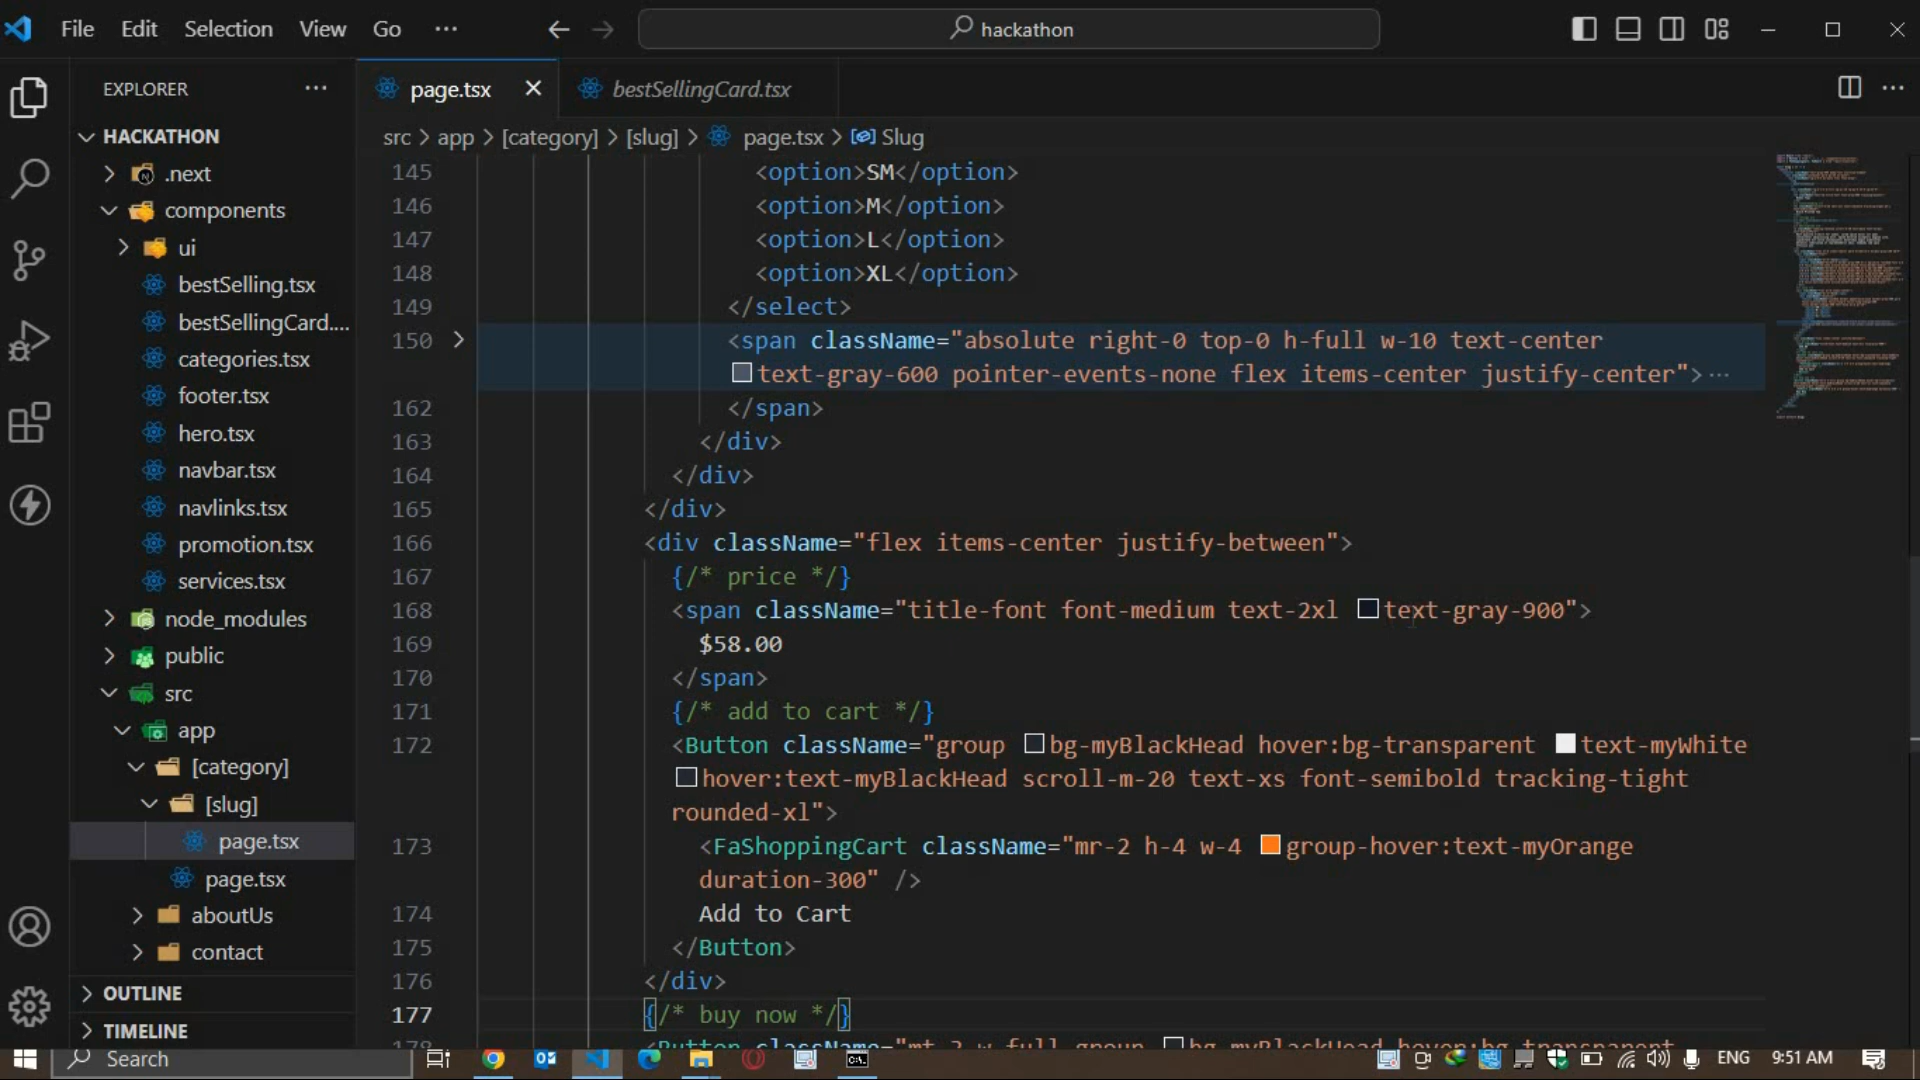 File Edit Selection View Go ··· hackathon
EXPLORER ···
page.tsx
bestSellingCard.tsx
HACKATHON
.next
components
ui
bestSelling.tsx
bestSellingCard....
categories.tsx
footer.tsx
hero.tsx
navbar.tsx
navlinks.tsx
promotion.tsx
services.tsx
node_modules
public
src
app
[category]
[slug]
page.tsx
page.tsx
aboutUs
contact
OUTLINE
TIMELINE
src > app > [category] > [slug] > page.tsx > Slug
145 <option>SM</option>
146 <option>M</option>
147 <option>L</option>
148 <option>XL</option>
149 </select>
150 <span className="absolute right-0 top-0 h-full w-10 text-center
text-gray-600 pointer-events-none flex items-center justify-center">···
162 </span>
163 </div>
164 </div>
165 </div>
166 <div className="flex items-center justify-between">
167 {/* price */}
168 <span className="title-font font-medium text-2xl text-gray-900">
169 $58.00
170 </span>
171 {/* add to cart */}
172 <Button className="group bg-myBlackHead hover:bg-transparent text-myWhite
hover:text-myBlackHead scroll-m-20 text-xs font-semibold tracking-tight
rounded-xl">
173 <FaShoppingCart className="mr-2 h-4 w-4 group-hover:text-myOrange
duration-300" />
174 Add to Cart
175 </Button>
176 </div>
177 {/* buy now */}
Search
ENG 9:51 AM